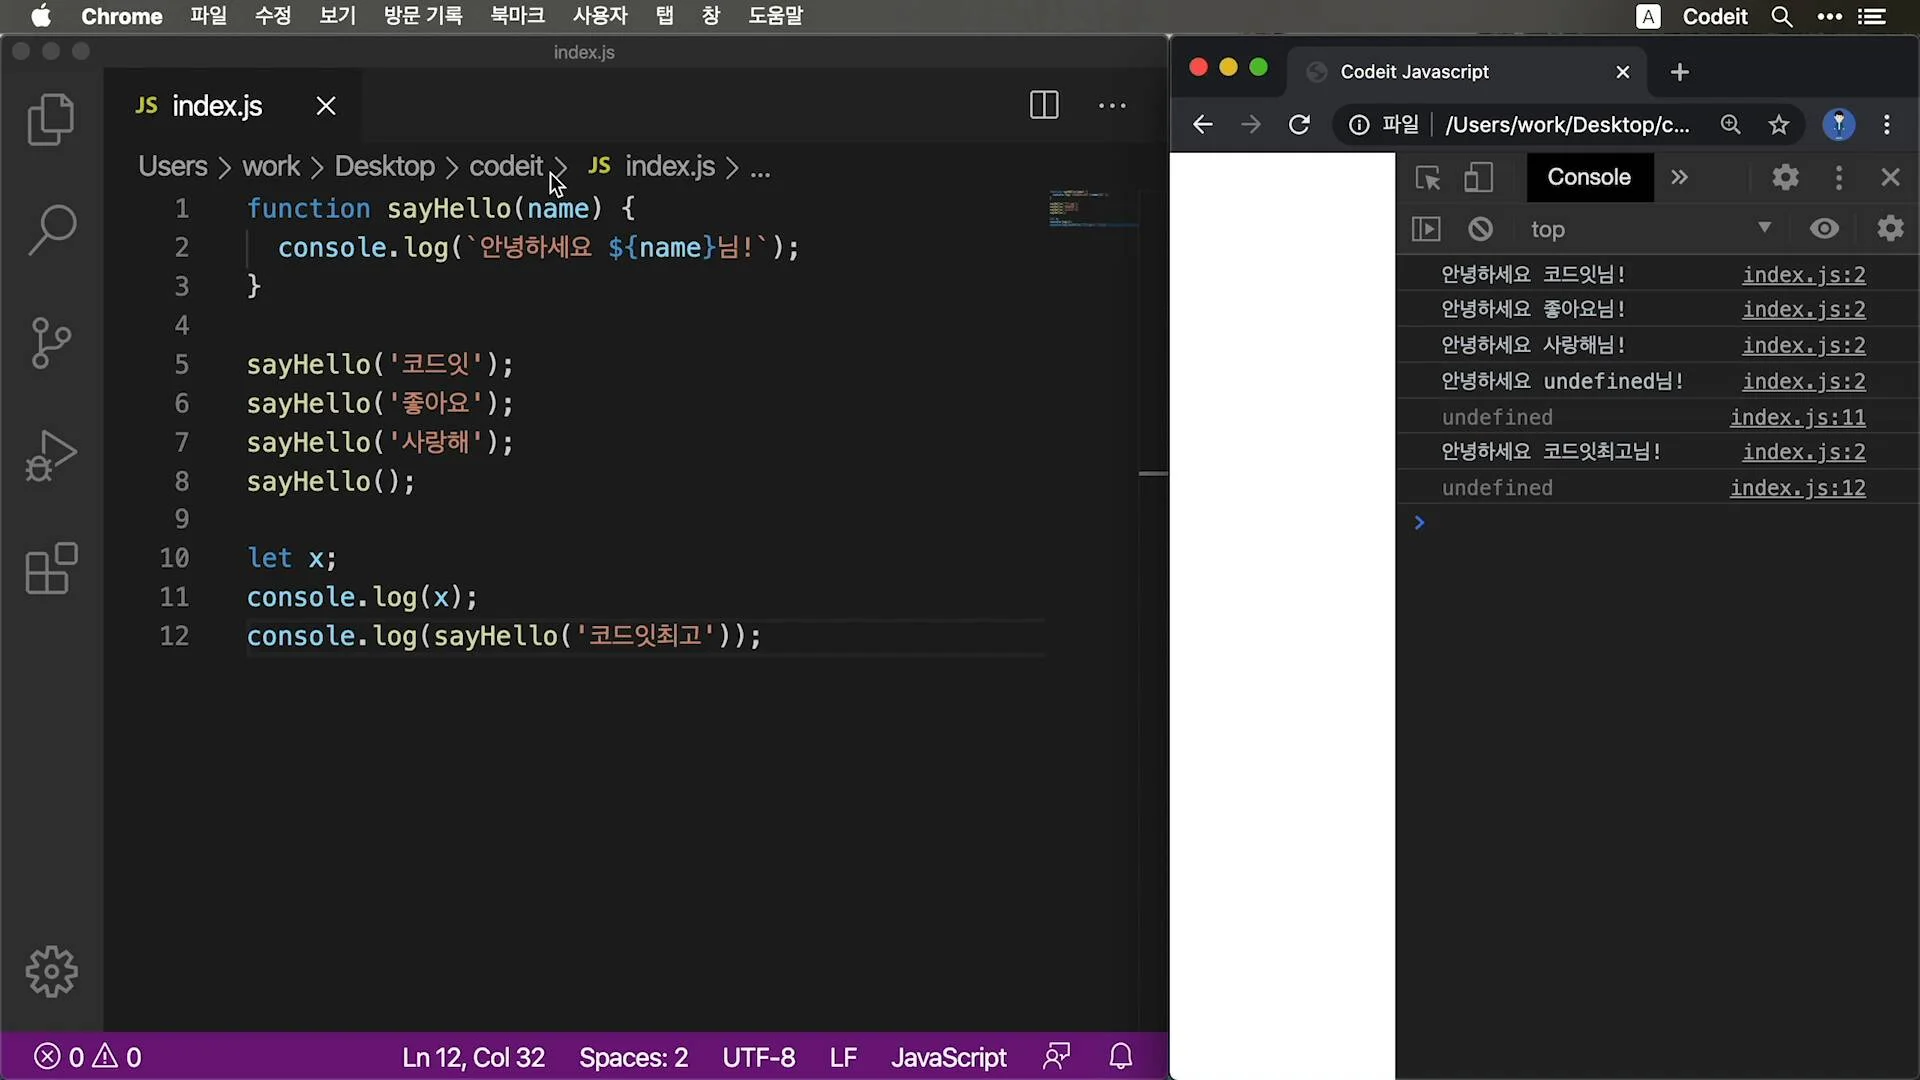 Chrome 파일 수정 보기 방문 기록 북마크 사용자 탭 창 도움말 A Codeit
index.js
JS index.js
Users > work > Desktop > codeit > JS index.js > ...
1 function sayHello(name) {
2 console.log(`안녕하세요 ${name}님!`);
3 }
4
5 sayHello('코드잇');
6 sayHello('좋아요');
7 sayHello('사랑해');
8 sayHello();
9
10 let x;
11 console.log(x);
12 console.log(sayHello('코드잇최고'));
0 0 Ln 12, Col 32 Spaces: 2 UTF-8 LF JavaScript
Codeit Javascript
파일 /Users/work/Desktop/c...
Console
top
안녕하세요 코드잇님! index.js:2
안녕하세요 좋아요님! index.js:2
안녕하세요 사랑해님! index.js:2
안녕하세요 undefined님! index.js:2
undefined index.js:11
안녕하세요 코드잇최고님! index.js:2
undefined index.js:12